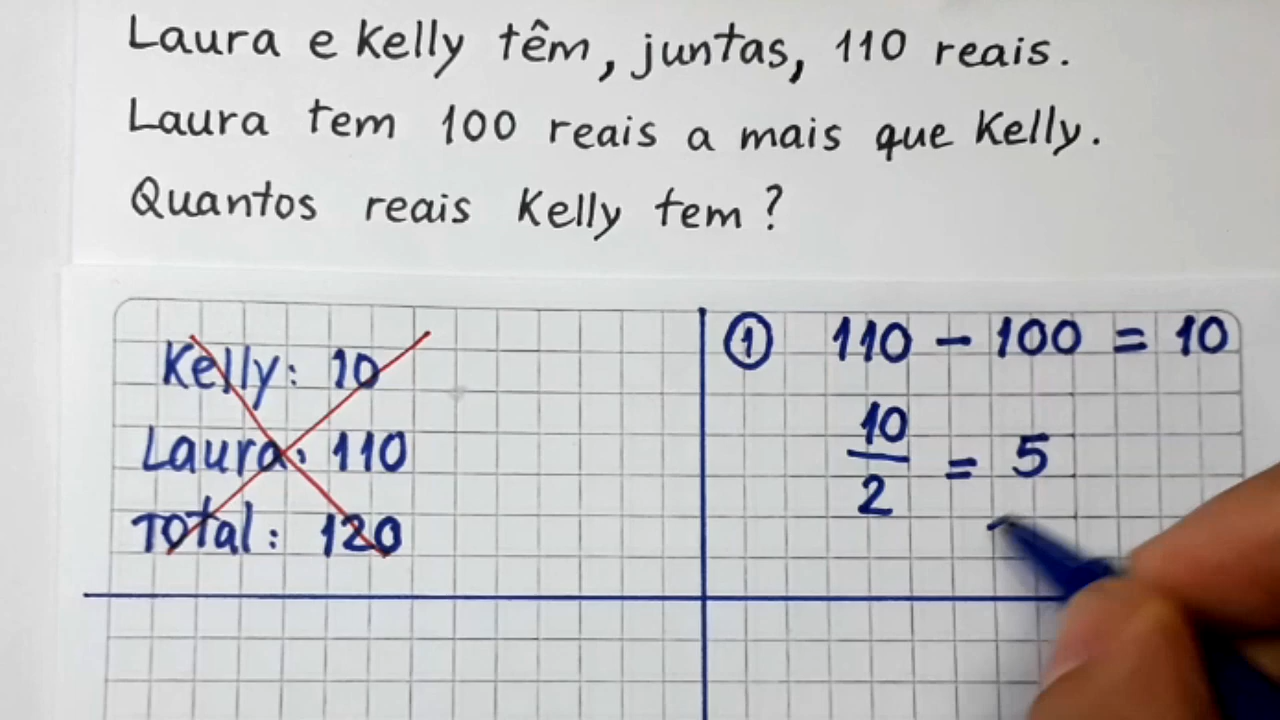 Laura e Kelly têm, juntas, 110 reais.
Laura tem 100 reais a mais que Kelly.
Quantos reais Kelly tem?
Kelly: 10
Laura: 110
Total: 120
① 110 - 100 = 10
10/2 = 5